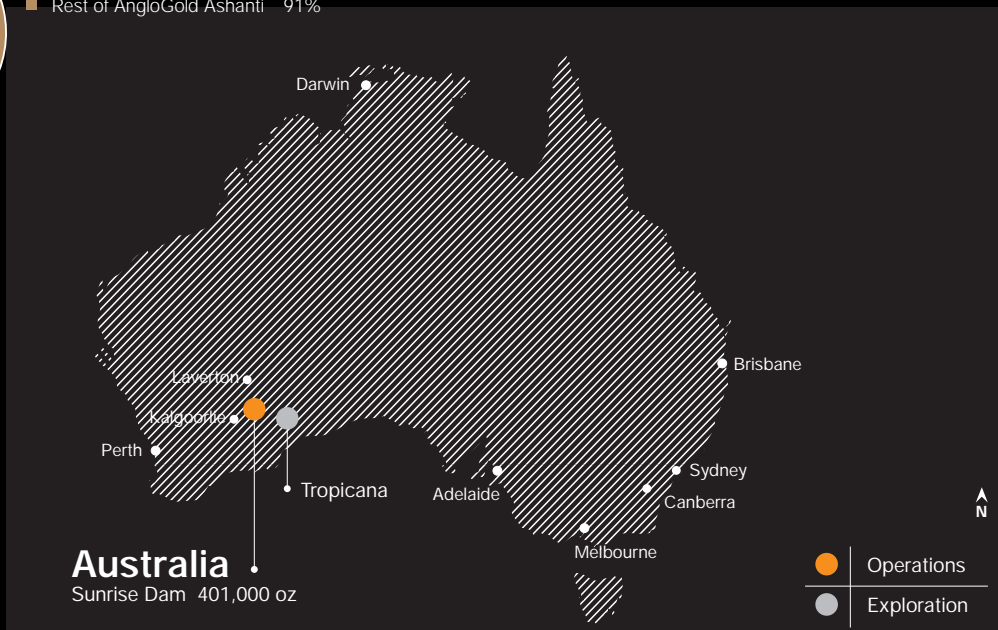 Rest of AngloGold Ashanti 91%
Darwin
Laverton
Brisbane
Kalgoorlie
Perth
Sydney
Tropicana
Adelaide
Canberra
N
Melbourne
Australia
Sunrise Dam 401,000 oz
Operations
Exploration